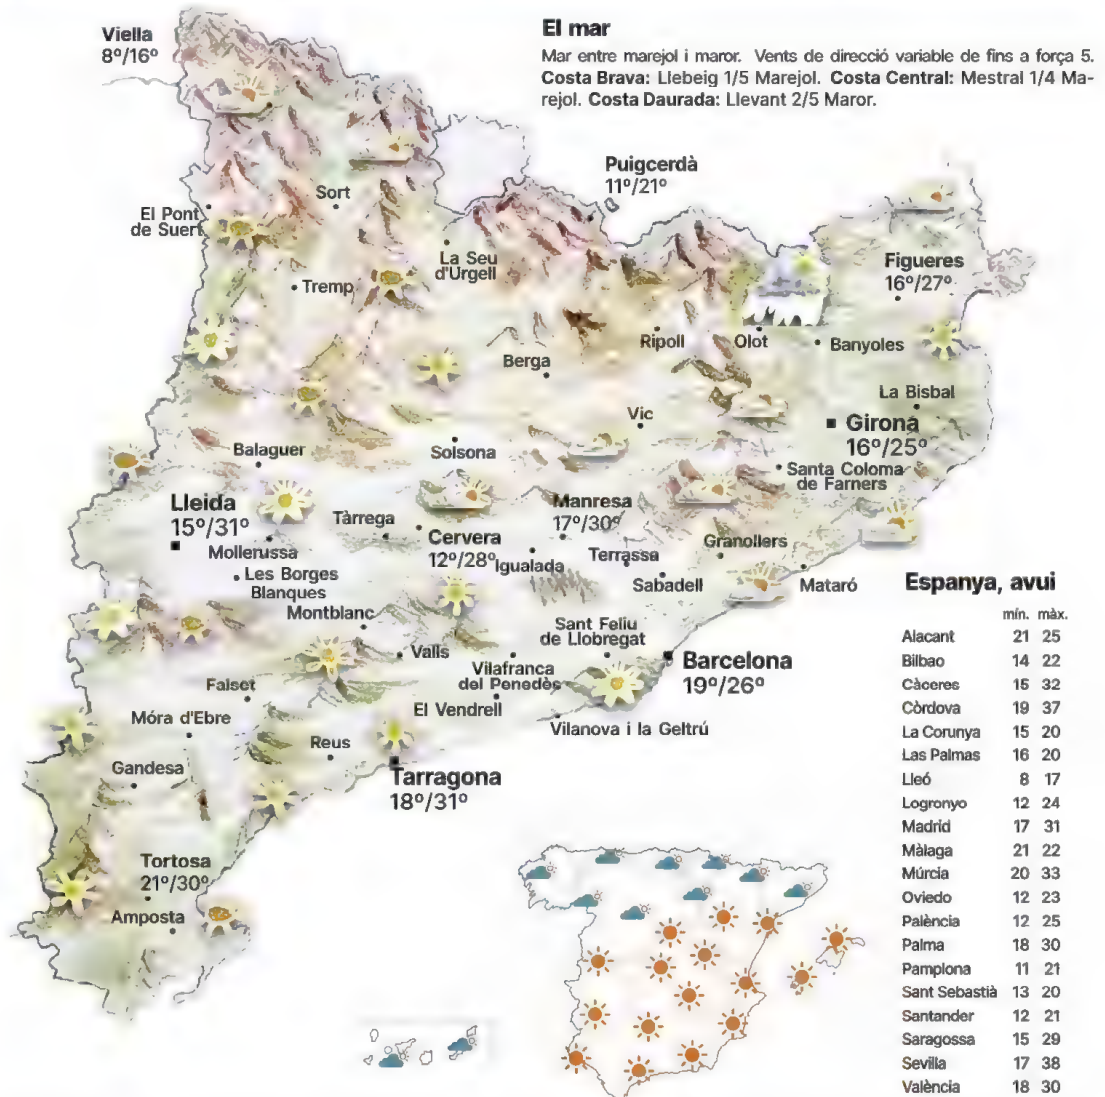 Viella
8º/16º
El mar
Mar entre marejol i maror. Vents de direcció variable de fins a força 5.
Costa Brava: Llebeig 1/5 Marejol. Costa Central: Mestral 1/4 Ma-
rejol. Costa Daurada: Llevant 2/5 Maror.
Puigcerdà
11º/21º
Sort
El Pont
de Suert
La Seu
d'Urgell
Figueres
16º/27º
Tremp
Ripoll
Olot
Banyoles
Berga
La Bisbal
Vic
Girona
16º/25º
Balaguer
Solsona
Santa Coloma
de Farners
Lleida
15º/31º
Manresa
17º/30º
Tàrrega
Cervera
12º/28º
Igualada
Terrassa
Granollers
Mollerussa
Sabadell
Mataró
Les Borges
Blanques
Montblanc
Sant Feliu
de Llobregat
Valls
Vilafranca
del Penedès
Barcelona
19º/26º
Falset
El Vendrell
Móra d'Ebre
Vilanova i la Geltrú
Reus
Gandesa
Tarragona
18º/31º
Tortosa
21º/30º
Amposta
Espanya, avui
mín. màx.
Alacant 21 25
Bilbao 14 22
Càceres 15 32
Còrdova 19 37
La Corunya 15 20
Las Palmas 16 20
Lleó 8 17
Logronyo 12 24
Madrid 17 31
Màlaga 21 22
Múrcia 20 33
Oviedo 12 23
Palència 12 25
Palma 18 30
Pamplona 11 21
Sant Sebastià 13 20
Santander 12 21
Saragossa 15 29
Sevilla 17 38
València 18 30